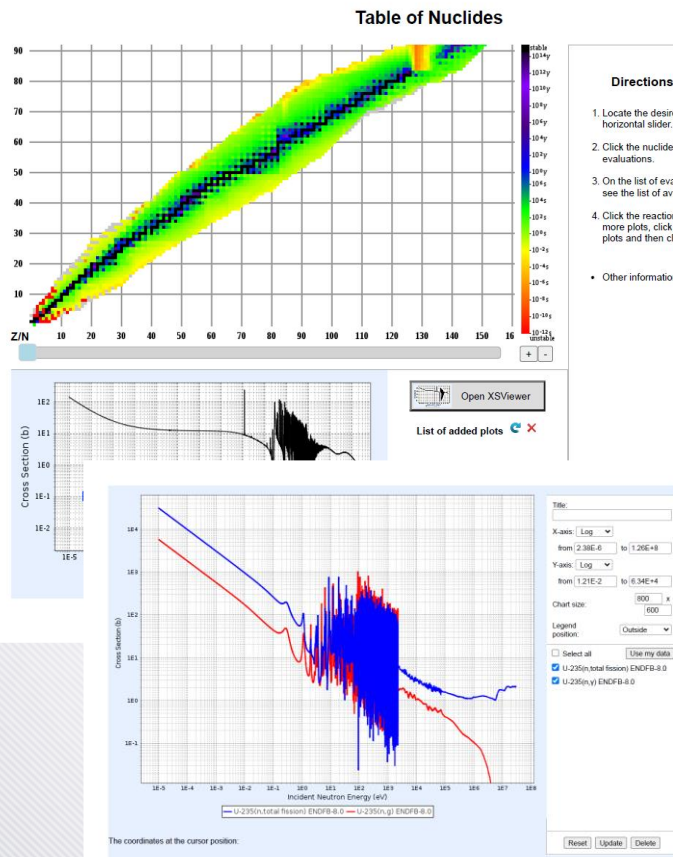 Table of Nuclides
90
80
70
60
50
40
30
20
10
Z/N 10 20 30 40 50 60 70 80 90 100 110 120 130 140 150 16
stable
10¹⁴y
10¹²y
10¹⁰y
10⁸y
10⁶y
10⁴y
10²y
10⁰y
10⁶s
10⁴s
10²s
10⁰s
10⁻²s
10⁻⁴s
10⁻⁶s
10⁻⁸s
10⁻¹⁰s
10⁻¹²s
unstable
+ -
Directions
1. Locate the desire
horizontal slider.
2. Click the nuclide
evaluations.
3. On the list of eva
see the list of av
4. Click the reaction
more plots, click
plots and then cl
• Other information
Cross Section (b)
1E2
1E1
1E0
1E-1
1E-2
1E-5
Open XSViewer
List of added plots
Cross Section (b)
1E4
1E3
1E2
1E1
1E0
1E-1
1E-5 1E-4 1E-3 1E-2 1E-1 1E0 1E1 1E2 1E3 1E4 1E5 1E6 1E7 1E8
Incident Neutron Energy (eV)
U-235(n,total fission) ENDFB-8.0 U-235(n,g) ENDFB-8.0
The coordinates at the cursor position:
Title:
X-axis: Log
from 2.38E-6 to 1.26E+8
Y-axis: Log
from 1.21E-2 to 6.34E+4
Chart size: 800 x
600
Legend
position: Outside
Select all Use my data
U-235(n,total fission) ENDFB-8.0
U-235(n,γ) ENDFB-8.0
Reset Update Delete